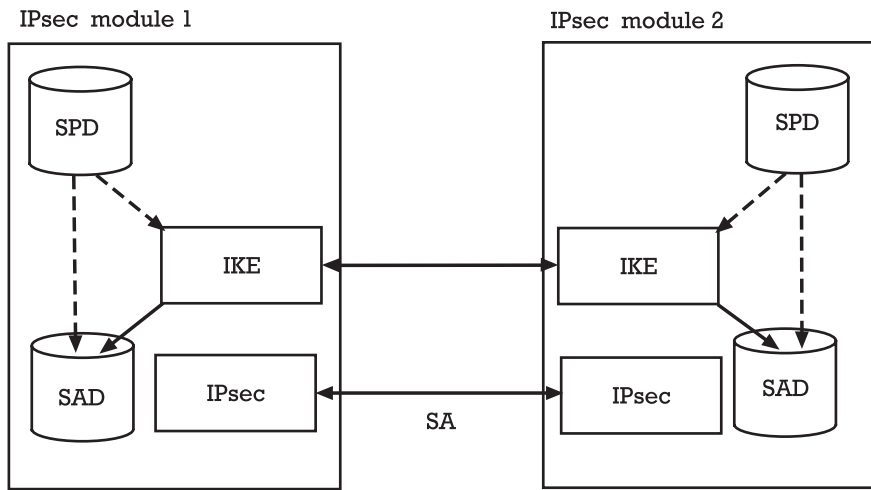 IPsec module 1
IPsec module 2
SPD
SPD
IKE
IKE
SAD
IPsec
SA
IPsec
SAD